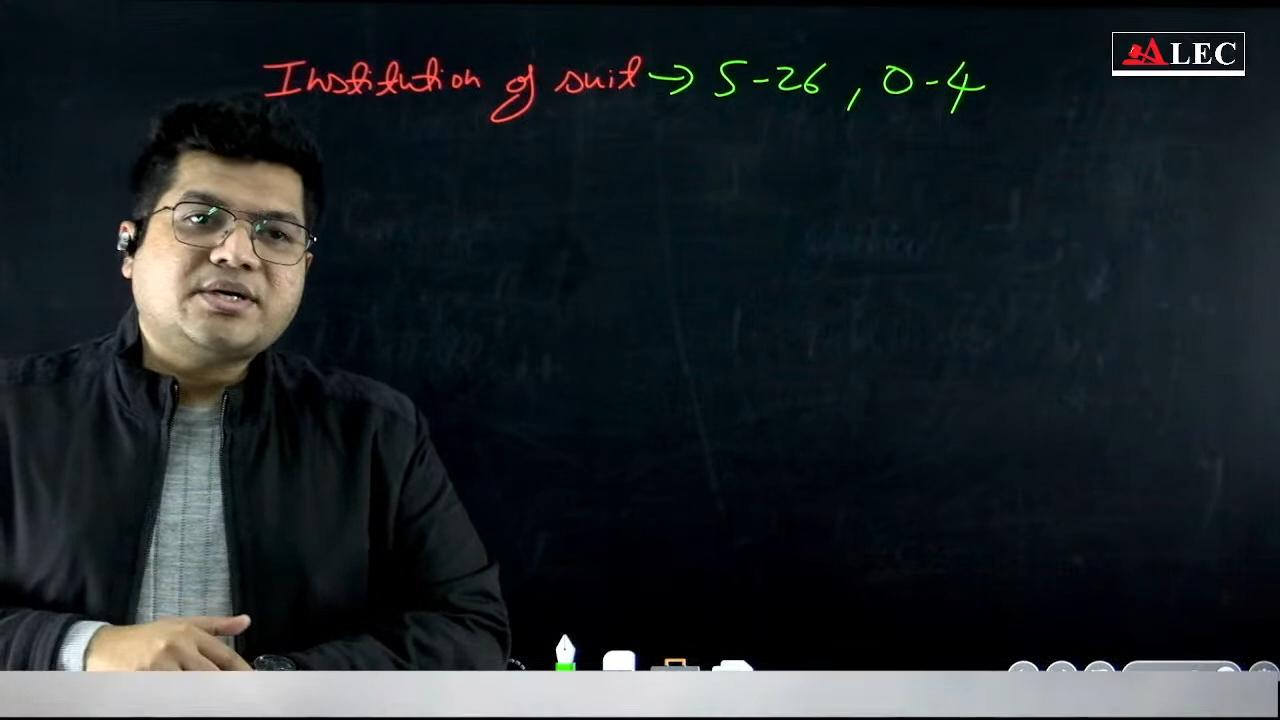 Institution of suit → S-26, O-4
ALEC